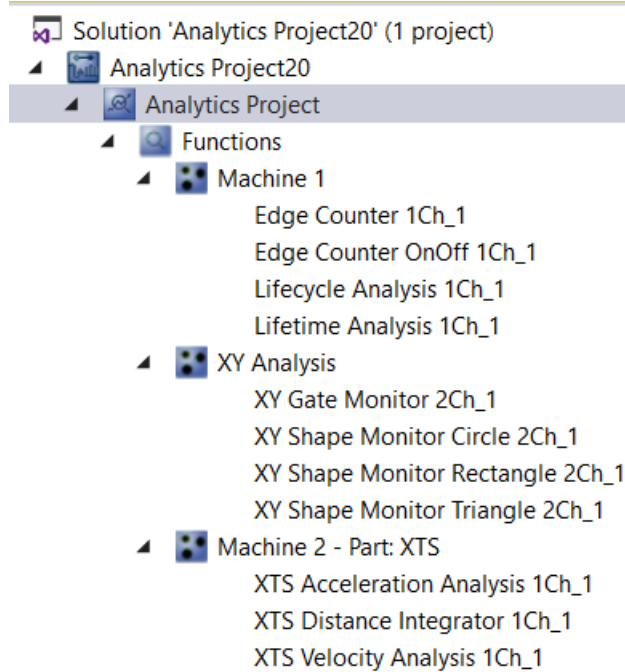 Solution 'Analytics Project20' (1 project)
Analytics Project20
Analytics Project
Functions
Machine 1
Edge Counter 1Ch_1
Edge Counter OnOff 1Ch_1
Lifecycle Analysis 1Ch_1
Lifetime Analysis 1Ch_1
XY Analysis
XY Gate Monitor 2Ch_1
XY Shape Monitor Circle 2Ch_1
XY Shape Monitor Rectangle 2Ch_1
XY Shape Monitor Triangle 2Ch_1
Machine 2 - Part: XTS
XTS Acceleration Analysis 1Ch_1
XTS Distance Integrator 1Ch_1
XTS Velocity Analysis 1Ch_1